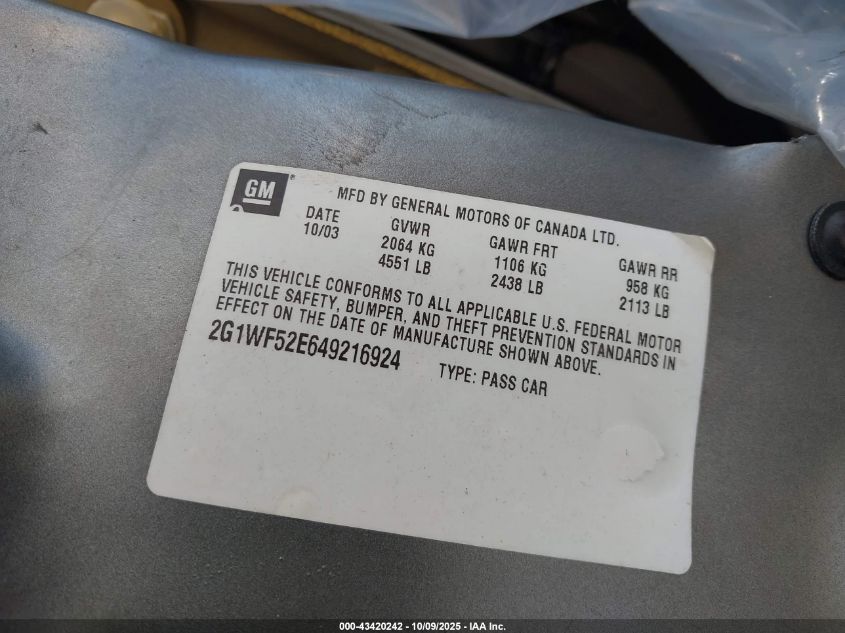 GM
MFD BY GENERAL MOTORS OF CANADA LTD.
DATE GVWR GAWR FRT GAWR RR
10/03 2064 KG 1106 KG 958 KG
4551 LB 2438 LB 2113 LB
THIS VEHICLE CONFORMS TO ALL APPLICABLE U.S. FEDERAL MOTOR
VEHICLE SAFETY, BUMPER, AND THEFT PREVENTION STANDARDS IN
EFFECT ON THE DATE OF MANUFACTURE SHOWN ABOVE.
2G1WF52E649216924 TYPE: PASS CAR
000-43420242 - 10/09/2025 - IAA Inc.